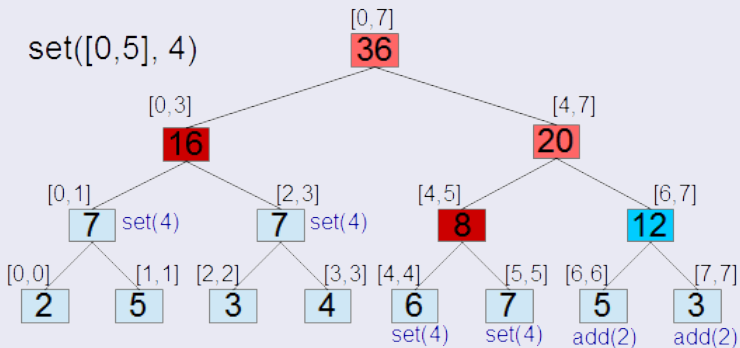 [0,7]
set([0,5], 4)
36
[0,3] [4,7]
16 20
[0,1] [2,3] [4,5] [6,7]
7 set(4) 7 set(4) 8 12
[0,0] [1,1] [2,2] [3,3] [4,4] [5,5] [6,6] [7,7]
2 5 3 4 6 7 5 3
set(4) set(4) add(2) add(2)